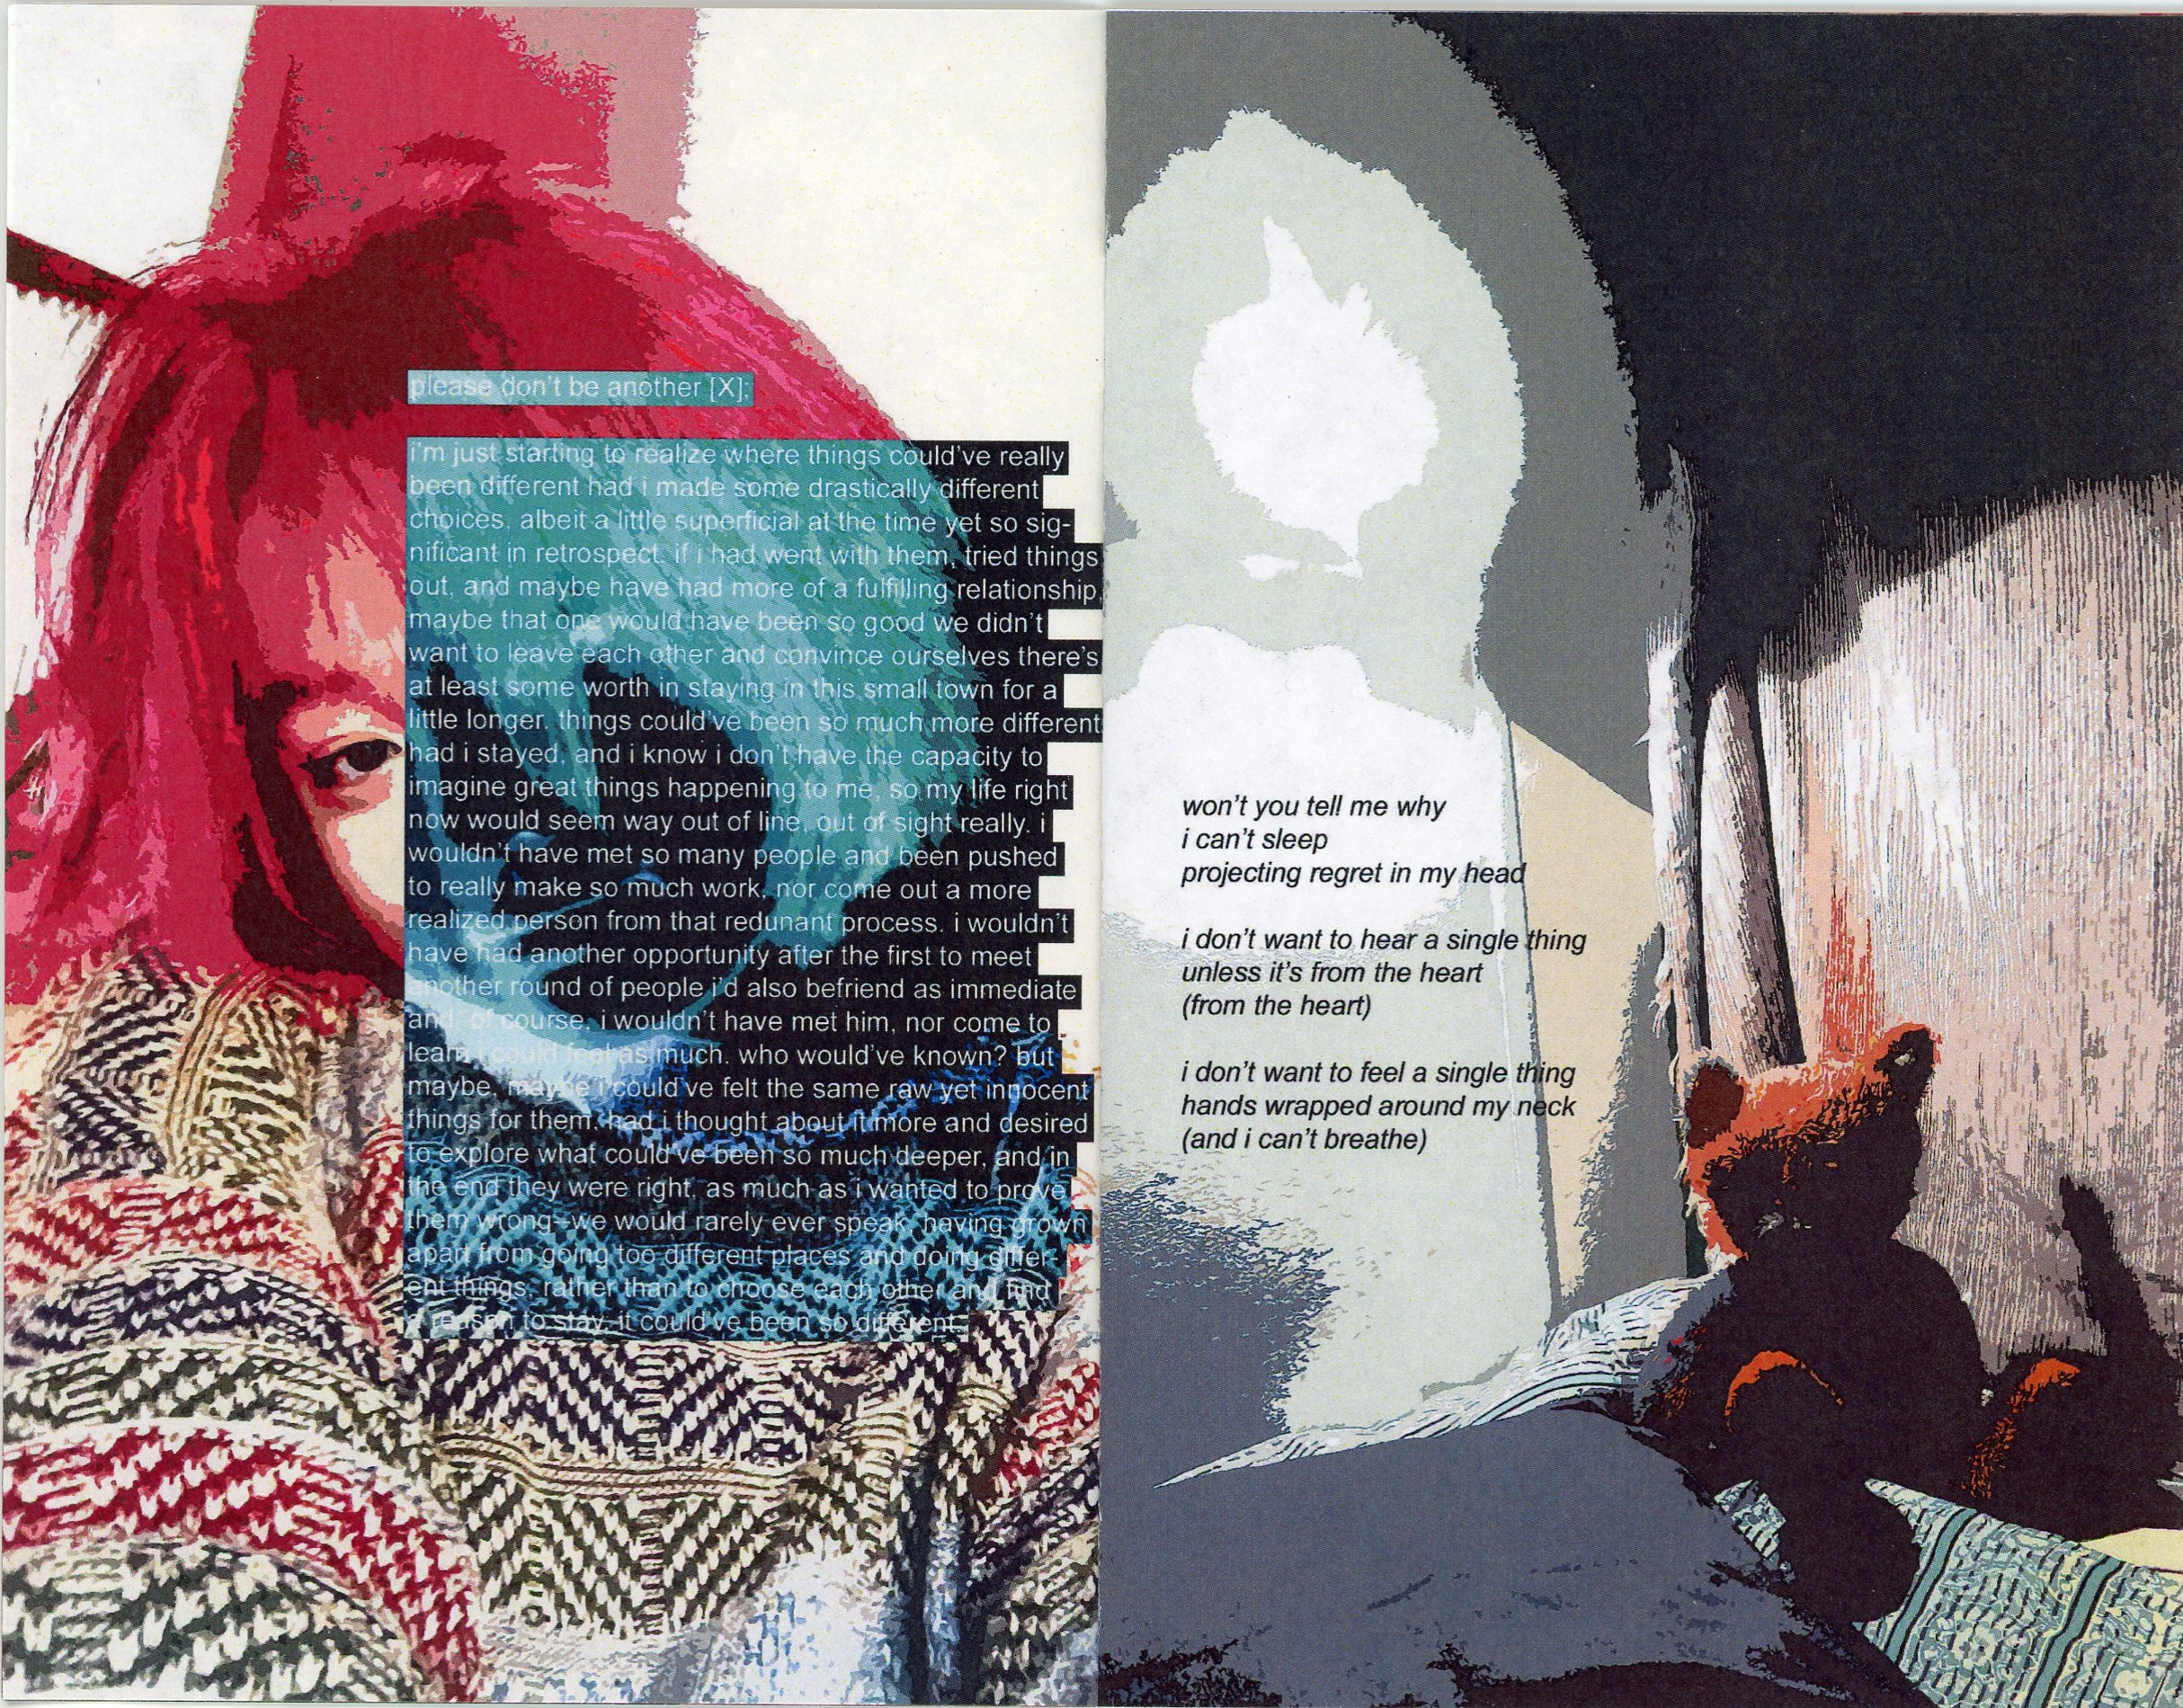 please don't be another [X];
i'm just starting to realize where things could've really
been different had i made some drastically different
choices, albeit a little superficial at the time yet so sig-
nificant in retrospect. if i had went with them, tried things
out, and maybe have had more of a fulfilling relationship,
maybe that one would have been so good we didn't
want to leave each other and convince ourselves there's
at least some worth in staying in this small town for a
little longer. things could've been so much more different
had i stayed, and i know i don't have the capacity to
imagine great things happening to me, so my life right
now would seem way out of line, out of sight really. i
wouldn't have met so many people and been pushed
to really make so much work, nor come out a more
realized person from that redunant process. i wouldn't
have had another opportunity after the first to meet
another round of people i'd also befriend as immediate
and, of course, i wouldn't have met him, nor come to
learn i could feel as much. who would've known? but
maybe, maybe i could've felt the same raw yet innocent
things for them. had i thought about it more and desired
to explore what could've been so much deeper, and in
the end they were right, as much as i wanted to prove
them wrong--we would rarely ever speak, having grown
apart from going too different places and doing differ-
ent things, rather than to choose each other and find
a reason to stay. it could've been so different.
won't you tell me why
i can't sleep
projecting regret in my head
i don't want to hear a single thing
unless it's from the heart
(from the heart)
i don't want to feel a single thing
hands wrapped around my neck
(and i can't breathe)